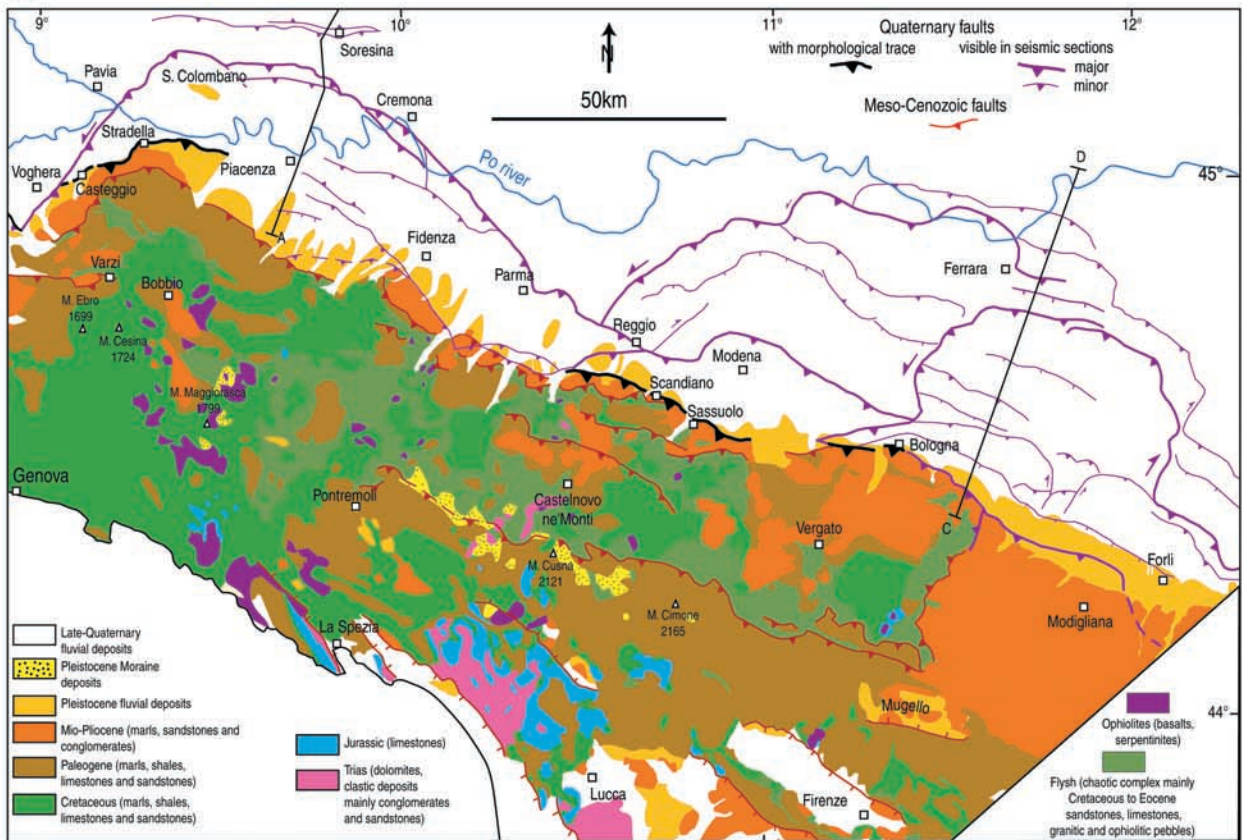 9°
10°
11°
12°
Soresina
N
Quaternary faults
with morphological trace
visible in seismic sections
major
minor
Meso-Cenozoic faults
50km
Pavia
S. Colombano
Cremona
Stradella
Voghera
Casteggio
Piacenza
Po river
D
45°
A
Fidenza
Ferrara
Varzi
Bobbio
Parma
M. Ebro
1699
M. Cesina
1724
Reggio
Modena
M. Maggiorasca
1799
Scandiano
Sassuolo
Bologna
Genova
Pontremoli
Castelnovo
ne'Monti
Vergato
C
M. Cusna
2121
Forli
M. Cimone
2165
Modigliana
La Spezia
Mugello
44°
Lucca
Firenze
Late-Quaternary
fluvial deposits
Pleistocene Moraine
deposits
Pleistocene fluvial deposits
Mio-Pliocene (marls, sandstones and
conglomerates)
Paleogene (marls, shales,
limestones and sandstones)
Cretaceous (marls, shales,
limestones and sandstones)
Jurassic (limestones)
Trias (dolomites,
clastic deposits
mainly conglomerates
and sandstones)
Ophiolites (basalts,
serpentinites)
Flysh (chaotic complex mainly
Cretaceous to Eocene
sandstones, limestones,
granitic and ophiolitic pebbles)